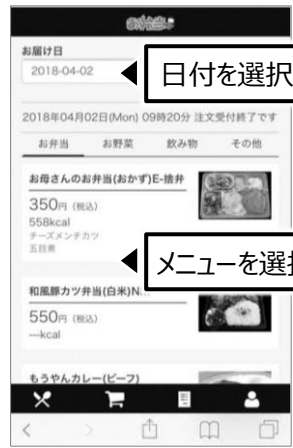 お届け日
2018-04-02
日付を選択
2018年04月02日(Mon) 09時20分 注文受付終了です
お弁当 お野菜 飲み物 その他
お母さんのお弁当(おかず)E-捨弁
350円 (税込)
558kcal
チーズメンチカツ
五目煮
メニューを選
和風豚カツ弁当(白米)N...
550円 (税込)
---kcal
もうやんカレー(ビーフ)